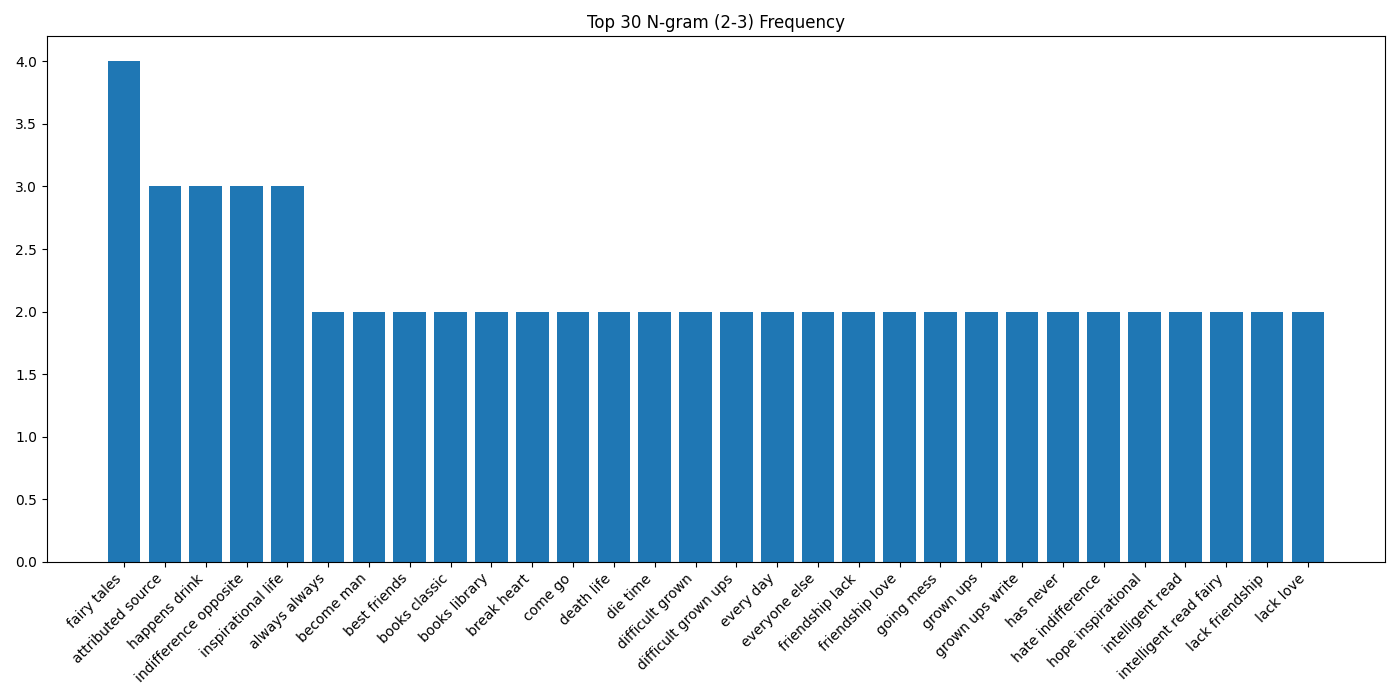 Top 30 N-gram (2-3) Frequency
4.0
3.5
3.0
2.5
2.0
1.5
1.0
0.5
0.0
fairy tales
attributed source
happens drink
indifference opposite
inspirational life
always always
become man
best friends
books classic
books library
break heart
come go
death life
die time
difficult grown
difficult grown ups
every day
everyone else
friendship lack
friendship love
going mess
grown ups
grown ups write
has never
hate indifference
hope inspirational
intelligent read
intelligent read fairy
lack friendship
lack love